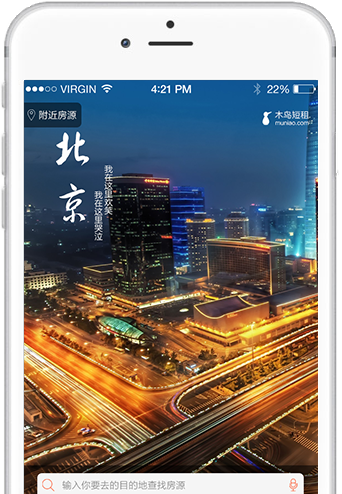 VIRGIN 4:21 PM 22%
附近房源
木鸟短租
muniao.com
北京
我在这里欢笑
我在这里哭泣
输入你要去的目的地查找房源